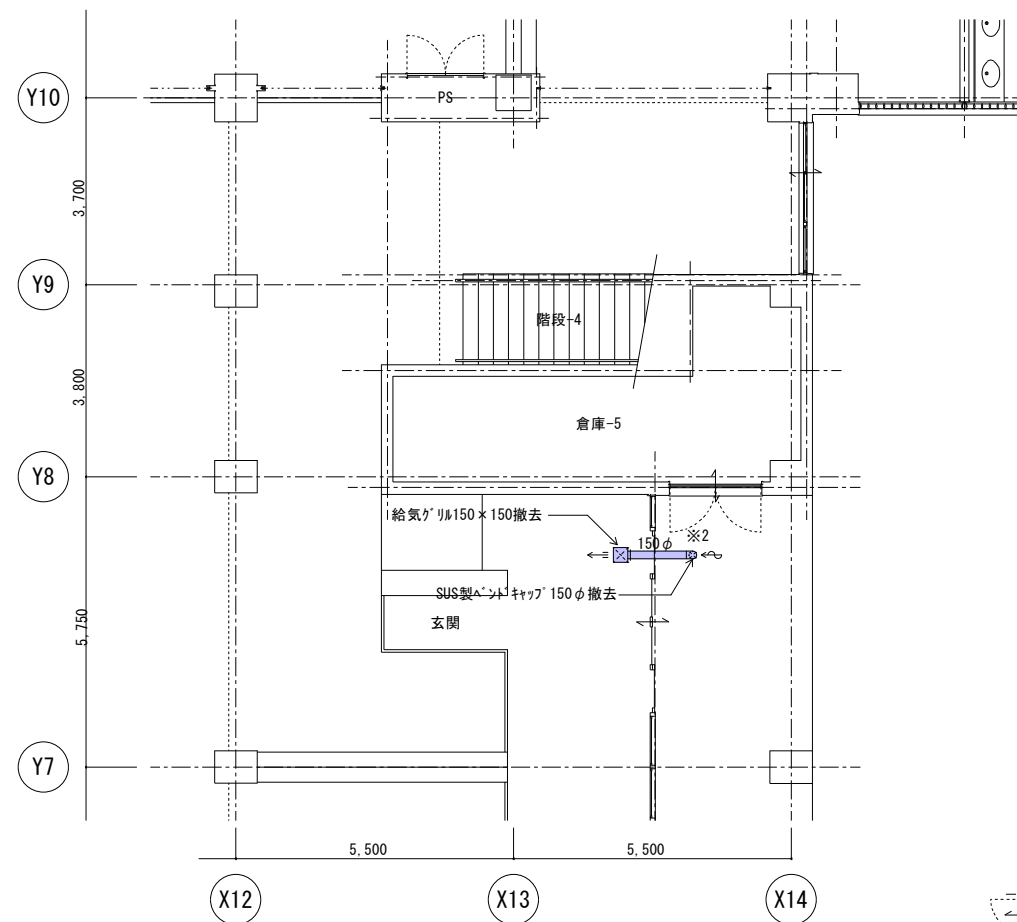 Y10
PS
3,700
Y9
階段-4
3,800
倉庫-5
Y8
給気グリル150×150撤去
150φ
※2
SUS製ベンドキャップ150φ撤去
玄関
5,750
Y7
5,500
5,500
X12
X13
X14